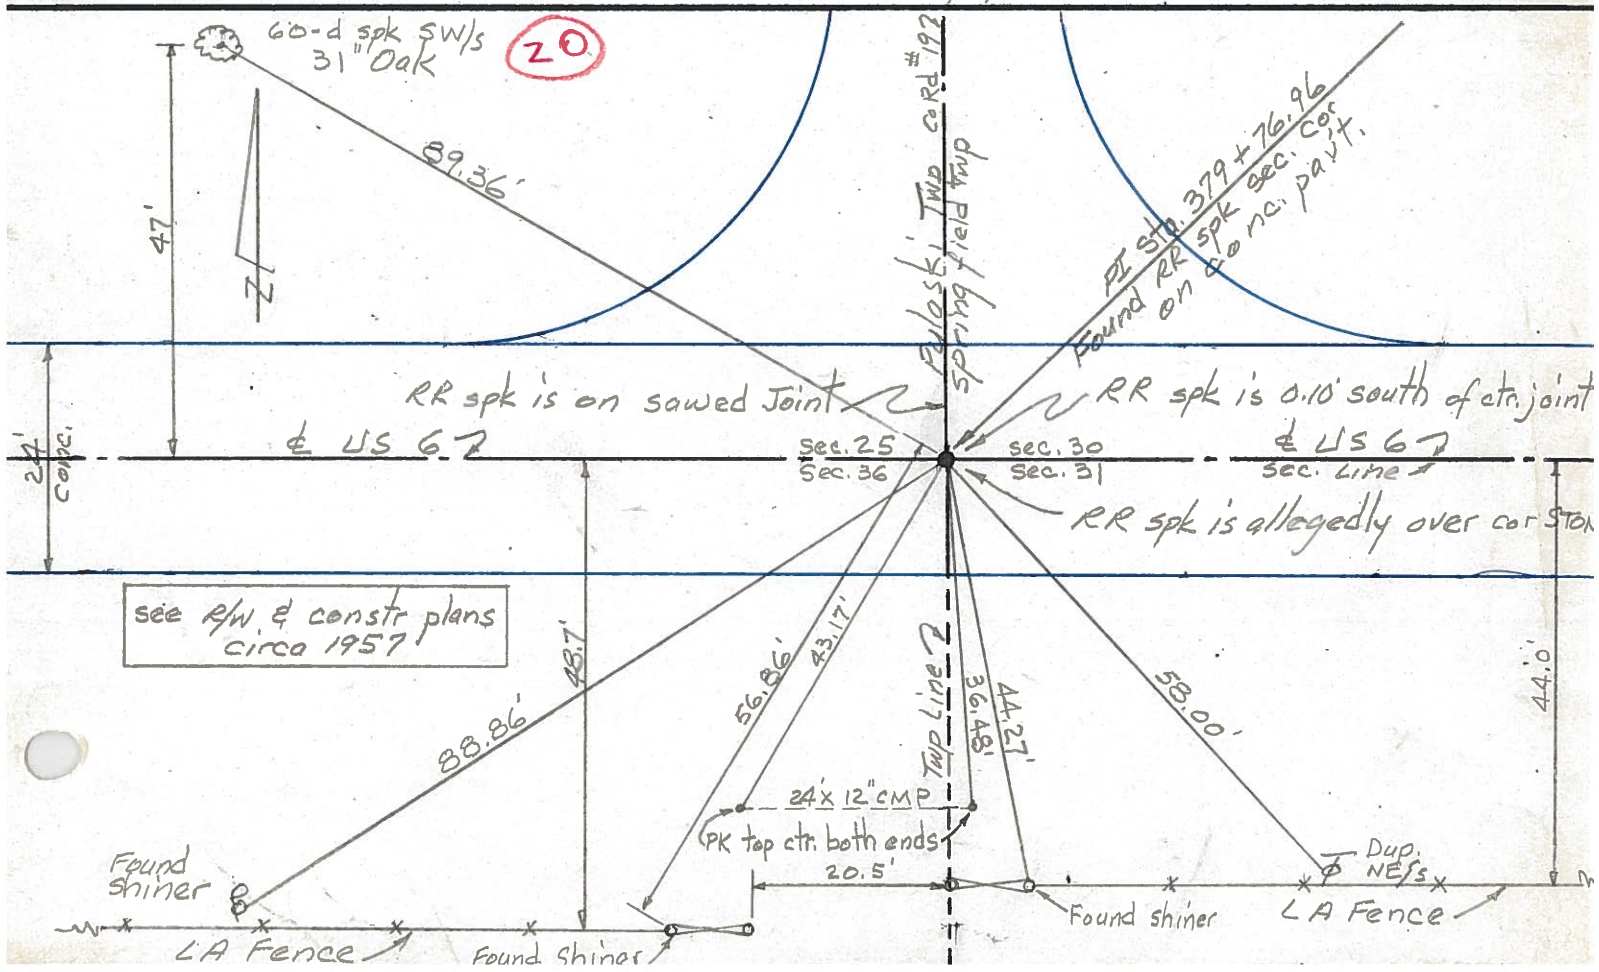 60-d spk SW/s
31" Oak
20
47'
N
89.36'
Pulaski Twp
Co Rd #192
Springfield Twp
PI Sta. 379 + 76.96
Found RR spk sec. cor
on conc. pavt.
RR spk is on sawed Joint
RR spk is 0.10' south of ctr. joint
℄ US 6
sec. 25
Sec. 36
sec. 30
Sec. 31
℄ US 6
Sec. Line
24'
conc.
RR spk is allegedly over cor STON
see R/W & constr plans
circa 1957
48.7'
88.86'
56.86'
43.17'
Twp Line
36.48'
44.27'
58.00'
44.0'
24' x 12" CMP
PK top ctr. both ends
20.5'
Found
Shiner
LA Fence
Found Shiner
Found Shiner
Dup.
NE/s
LA Fence